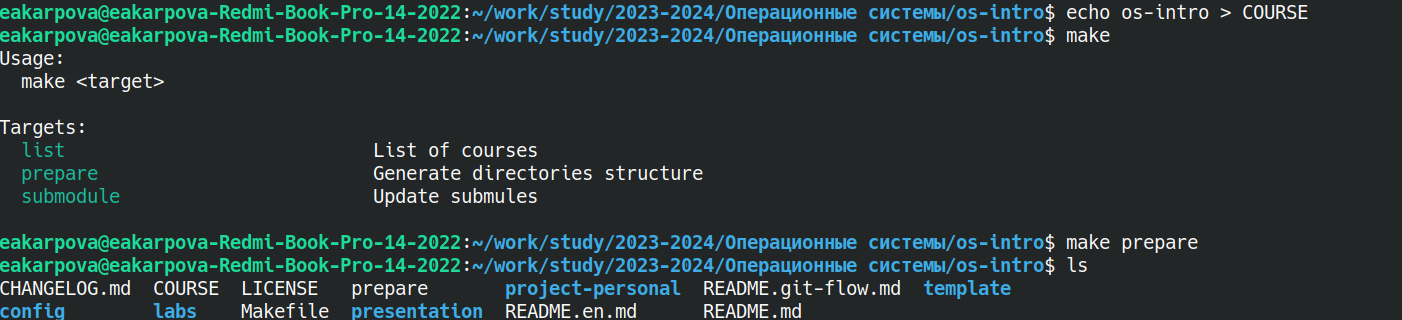 eakarpova@eakarpova-Redmi-Book-Pro-14-2022:~/work/study/2023-2024/Операционные системы/os-intro$ echo os-intro > COURSE
eakarpova@eakarpova-Redmi-Book-Pro-14-2022:~/work/study/2023-2024/Операционные системы/os-intro$ make
Usage:
  make <target>

Targets:
  list                            List of courses
  prepare                         Generate directories structure
  submodule                       Update submules

eakarpova@eakarpova-Redmi-Book-Pro-14-2022:~/work/study/2023-2024/Операционные системы/os-intro$ make prepare
eakarpova@eakarpova-Redmi-Book-Pro-14-2022:~/work/study/2023-2024/Операционные системы/os-intro$ ls
CHANGELOG.md  COURSE  LICENSE   prepare       project-personal  README.git-flow.md  template
config        labs    Makefile  presentation  README.en.md      README.md